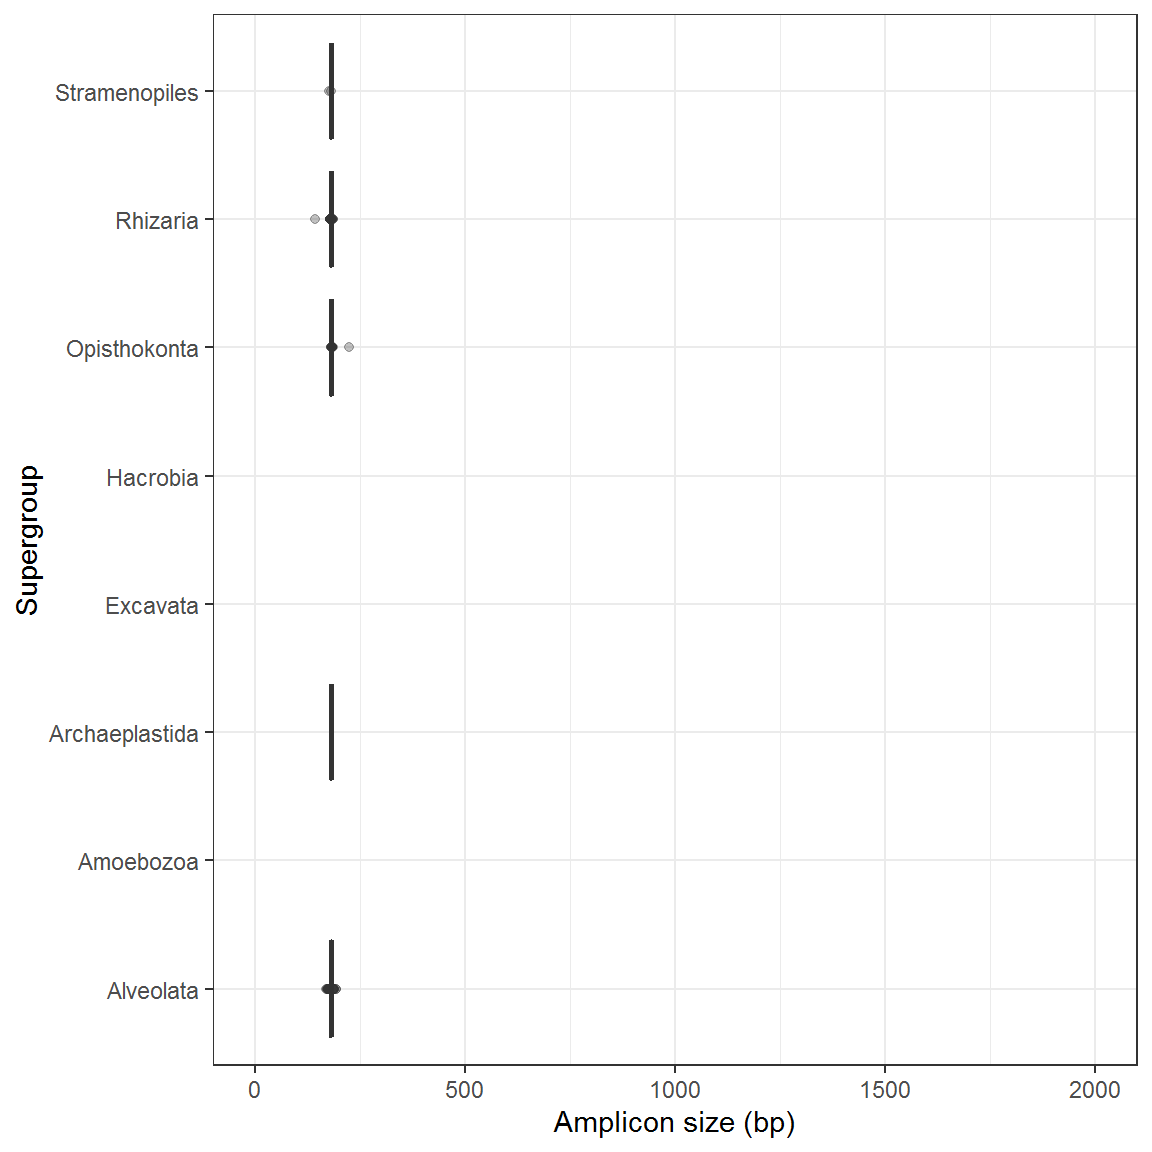 Stramenopiles
Rhizaria
Opisthokonta
Hacrobia
Excavata
Archaeplastida
Amoebozoa
Alveolata
Supergroup
0 500 1000 1500 2000
Amplicon size (bp)